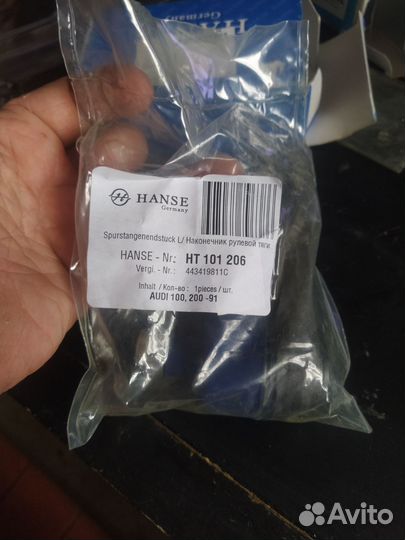 HANSE
Germany
Spurstangenendstuck L/ Наконечник рулевой тяги
HANSE - Nr.: HT 101 206
Vergl. - Nr.: 443419811C
Inhalt / Кол-во : 1pieces / шт.
AUDI 100, 200 -91
Avito